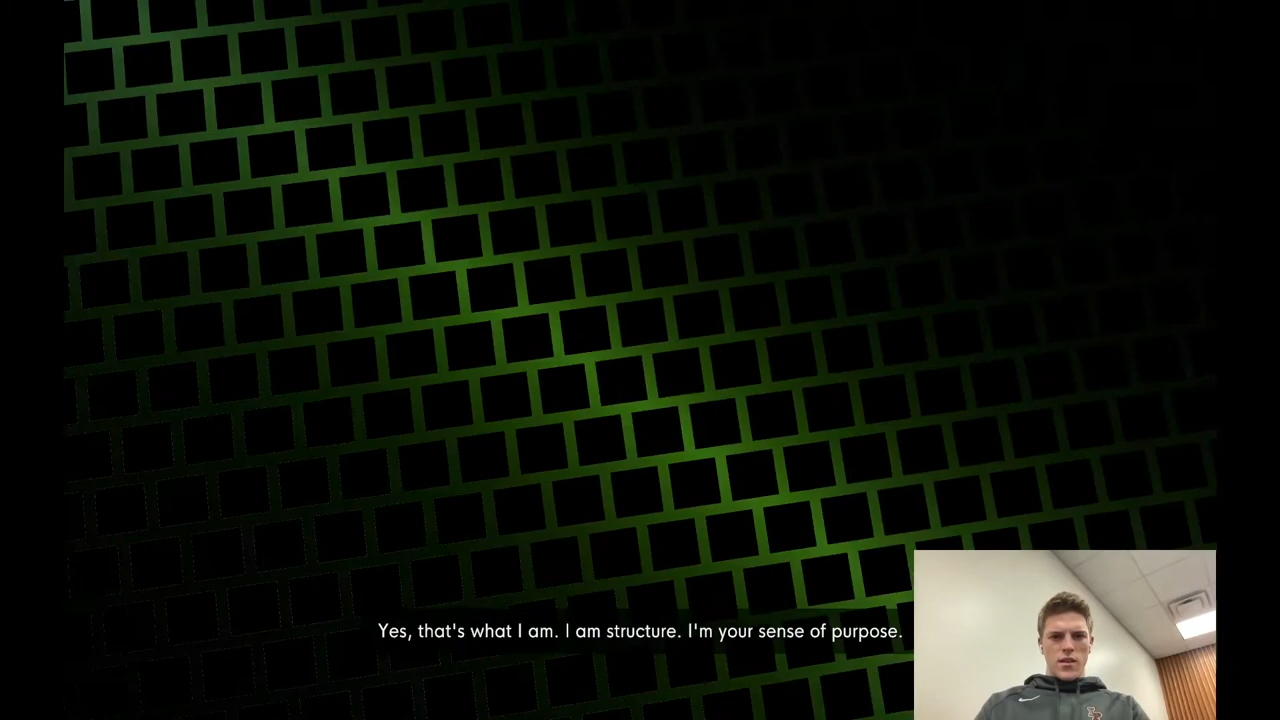 Yes, that's what I am. I am structure. I'm your sense of purpose.